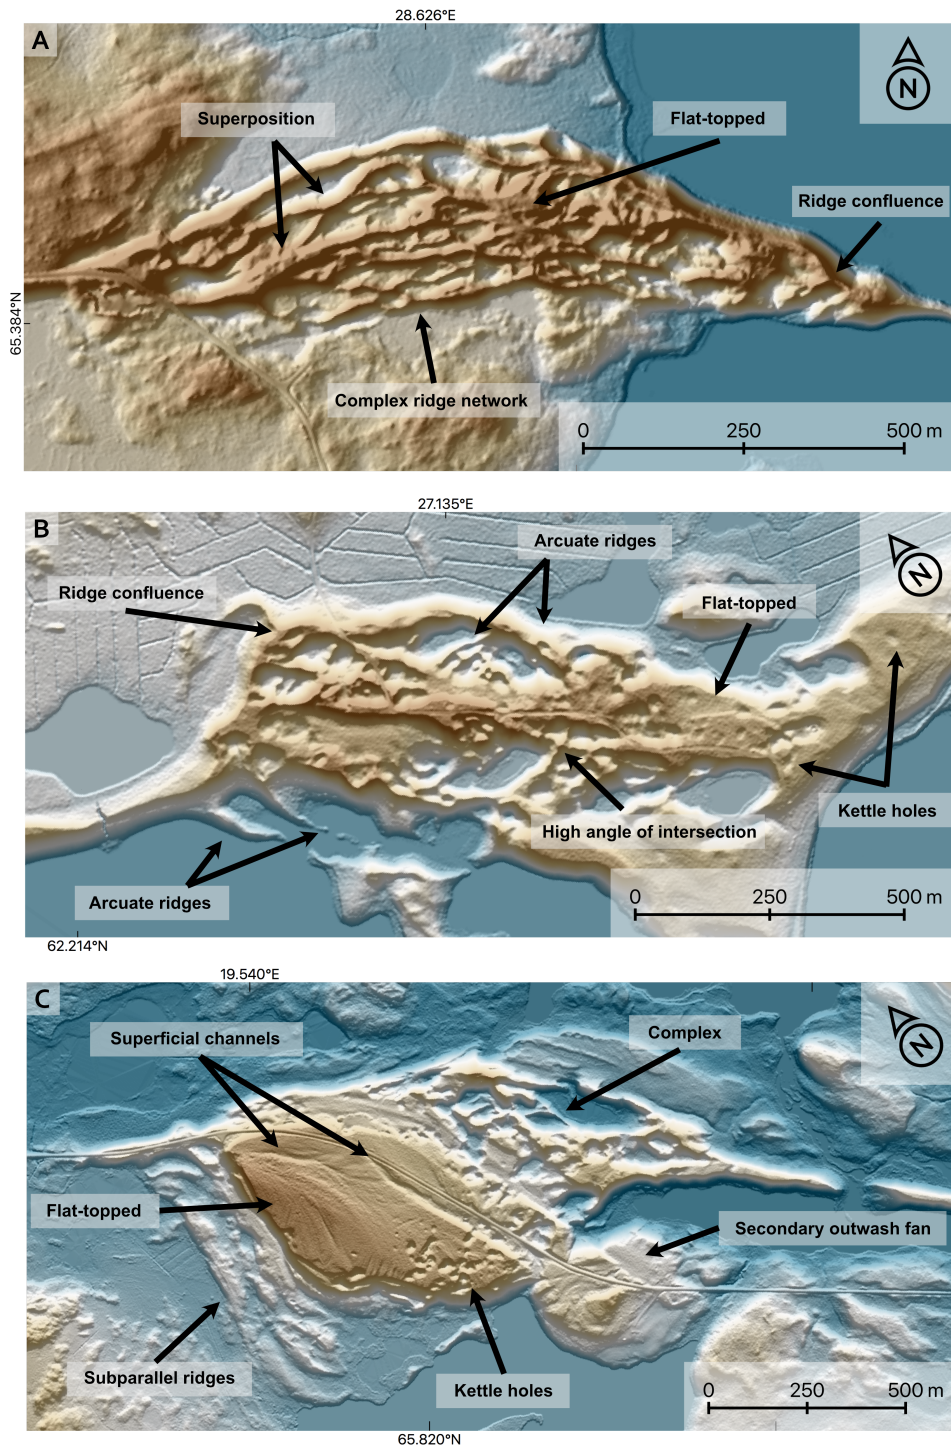 28.626°E
A
N
Superposition
Flat-topped
Ridge confluence
65.384°N
Complex ridge network
0 250 500 m
27.135°E
B
N
Arcuate ridges
Ridge confluence
Flat-topped
Kettle holes
High angle of intersection
Arcuate ridges
0 250 500 m
62.214°N
19.540°E
C
N
Superficial channels
Complex
Flat-topped
Secondary outwash fan
Subparallel ridges
Kettle holes
0 250 500 m
65.820°N